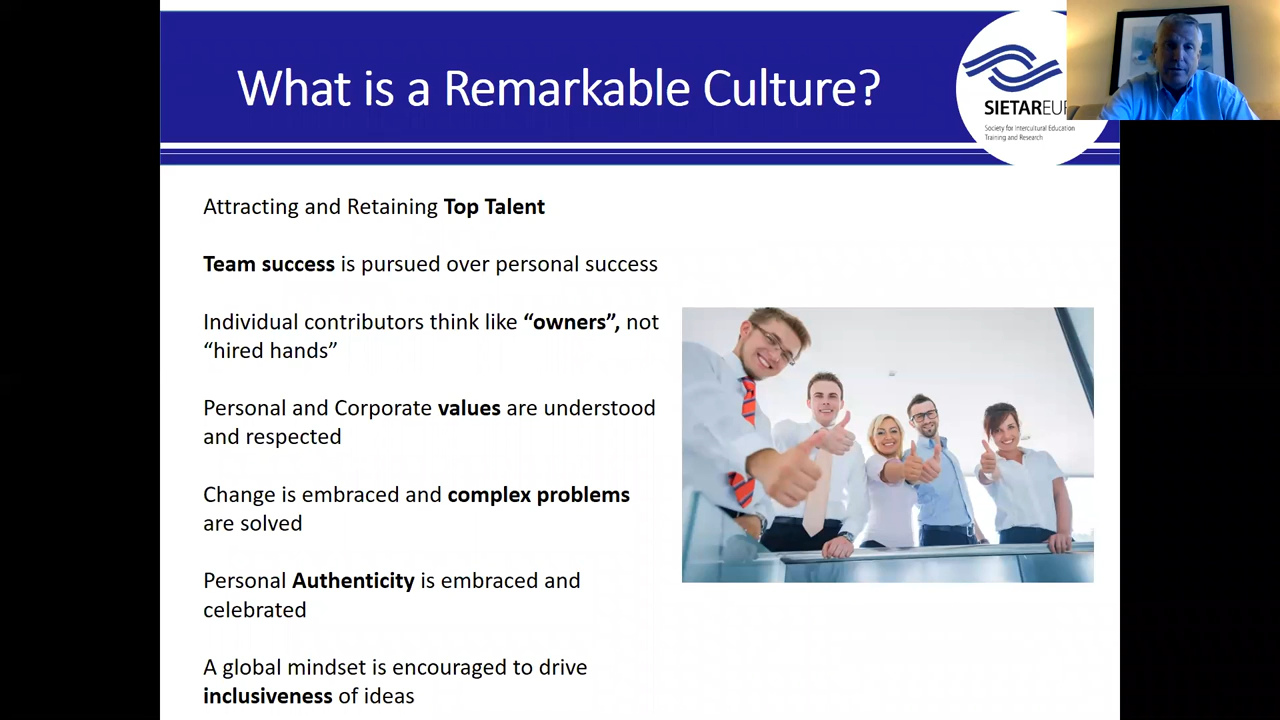 What is a Remarkable Culture?
SIETAREU
Society for Intercultural Education
Training and Research
Attracting and Retaining Top Talent
Team success is pursued over personal success
Individual contributors think like “owners”, not
“hired hands”
Personal and Corporate values are understood
and respected
Change is embraced and complex problems
are solved
Personal Authenticity is embraced and
celebrated
A global mindset is encouraged to drive
inclusiveness of ideas